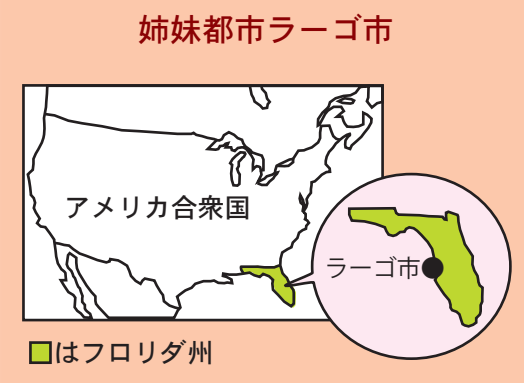 姉妹都市ラーゴ市
アメリカ合衆国
ラーゴ市
はフロリダ州